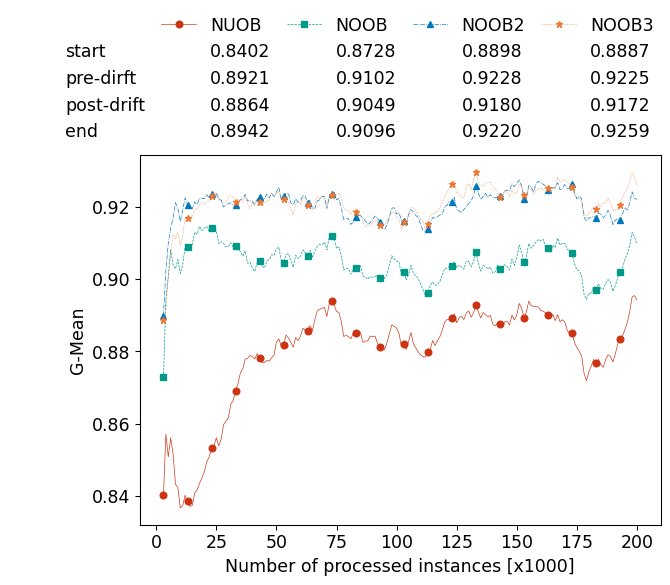 NUOB NOOB NOOB2 NOOB3
start 0.8402 0.8728 0.8898 0.8887
pre-dirft 0.8921 0.9102 0.9228 0.9225
post-drift 0.8864 0.9049 0.9180 0.9172
end 0.8942 0.9096 0.9220 0.9259
G-Mean
0.92
0.90
0.88
0.86
0.84
0 25 50 75 100 125 150 175 200
Number of processed instances [x1000]